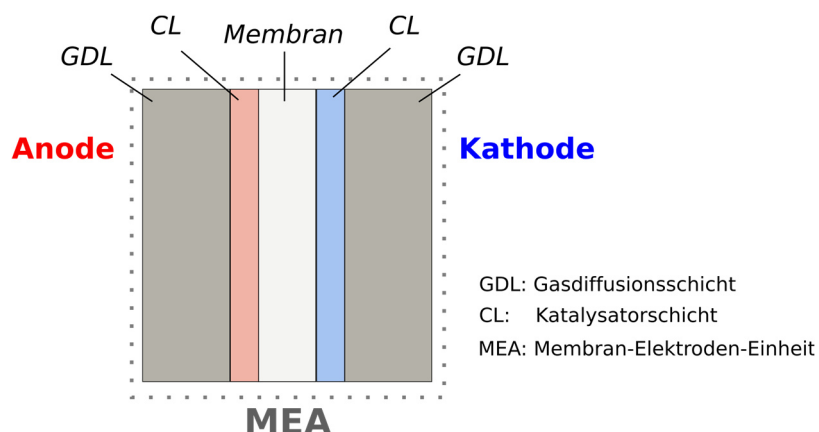 CL
Membran
CL
GDL
GDL
Anode
Kathode
GDL: Gasdiffusionsschicht
CL: Katalysatorschicht
MEA: Membran-Elektroden-Einheit
MEA